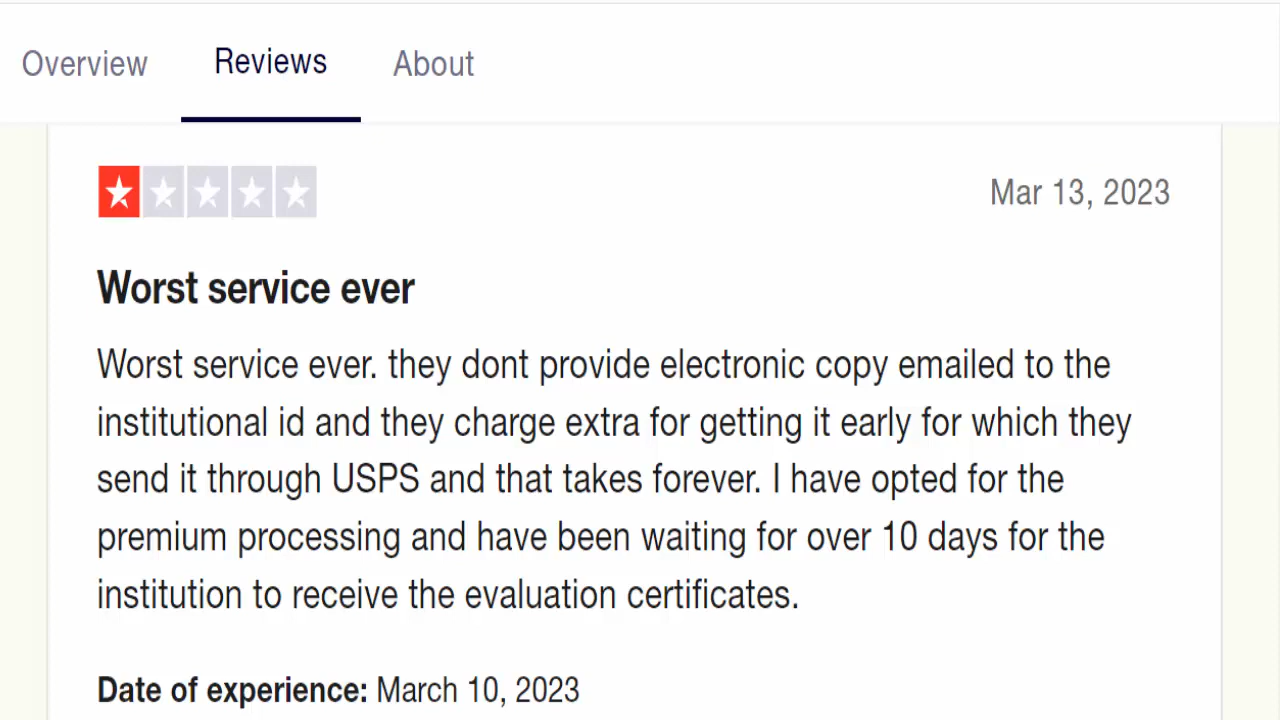 Overview Reviews About
Mar 13, 2023
Worst service ever
Worst service ever. they dont provide electronic copy emailed to the
institutional id and they charge extra for getting it early for which they
send it through USPS and that takes forever. I have opted for the
premium processing and have been waiting for over 10 days for the
institution to receive the evaluation certificates.
Date of experience: March 10, 2023